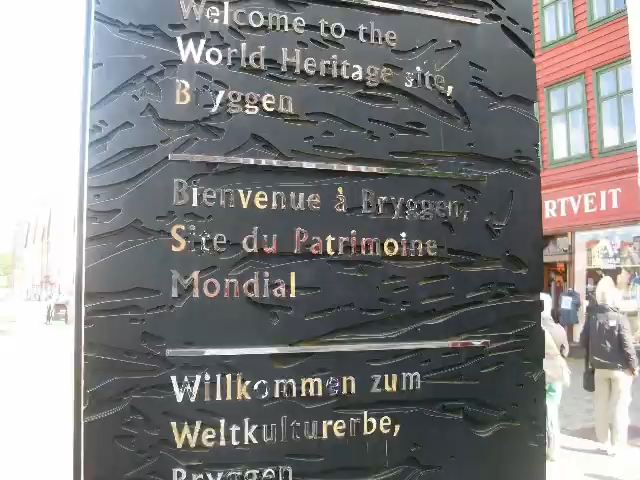 Welcome to the
World Heritage site,
Bryggen
Bienvenue à Bryggen,
Site du Patrimoine
Mondial
Willkommen zum
Weltkulturerbe,
Bryggen
RTVEIT